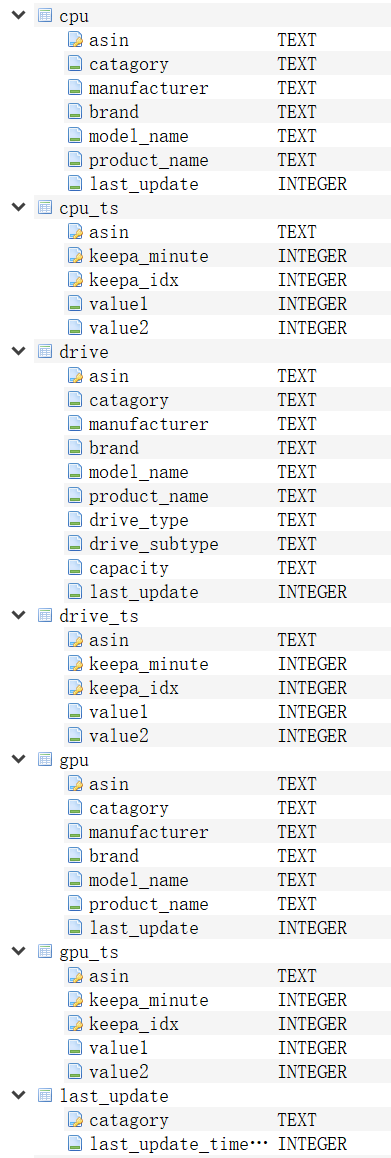 cpu
asin TEXT
catagory TEXT
manufacturer TEXT
brand TEXT
model_name TEXT
product_name TEXT
last_update INTEGER
cpu_ts
asin TEXT
keepa_minute INTEGER
keepa_idx INTEGER
value1 INTEGER
value2 INTEGER
drive
asin TEXT
catagory TEXT
manufacturer TEXT
brand TEXT
model_name TEXT
product_name TEXT
drive_type TEXT
drive_subtype TEXT
capacity TEXT
last_update INTEGER
drive_ts
asin TEXT
keepa_minute INTEGER
keepa_idx INTEGER
value1 INTEGER
value2 INTEGER
gpu
asin TEXT
catagory TEXT
manufacturer TEXT
brand TEXT
model_name TEXT
product_name TEXT
last_update INTEGER
gpu_ts
asin TEXT
keepa_minute INTEGER
keepa_idx INTEGER
value1 INTEGER
value2 INTEGER
last_update
catagory TEXT
last_update_time… INTEGER